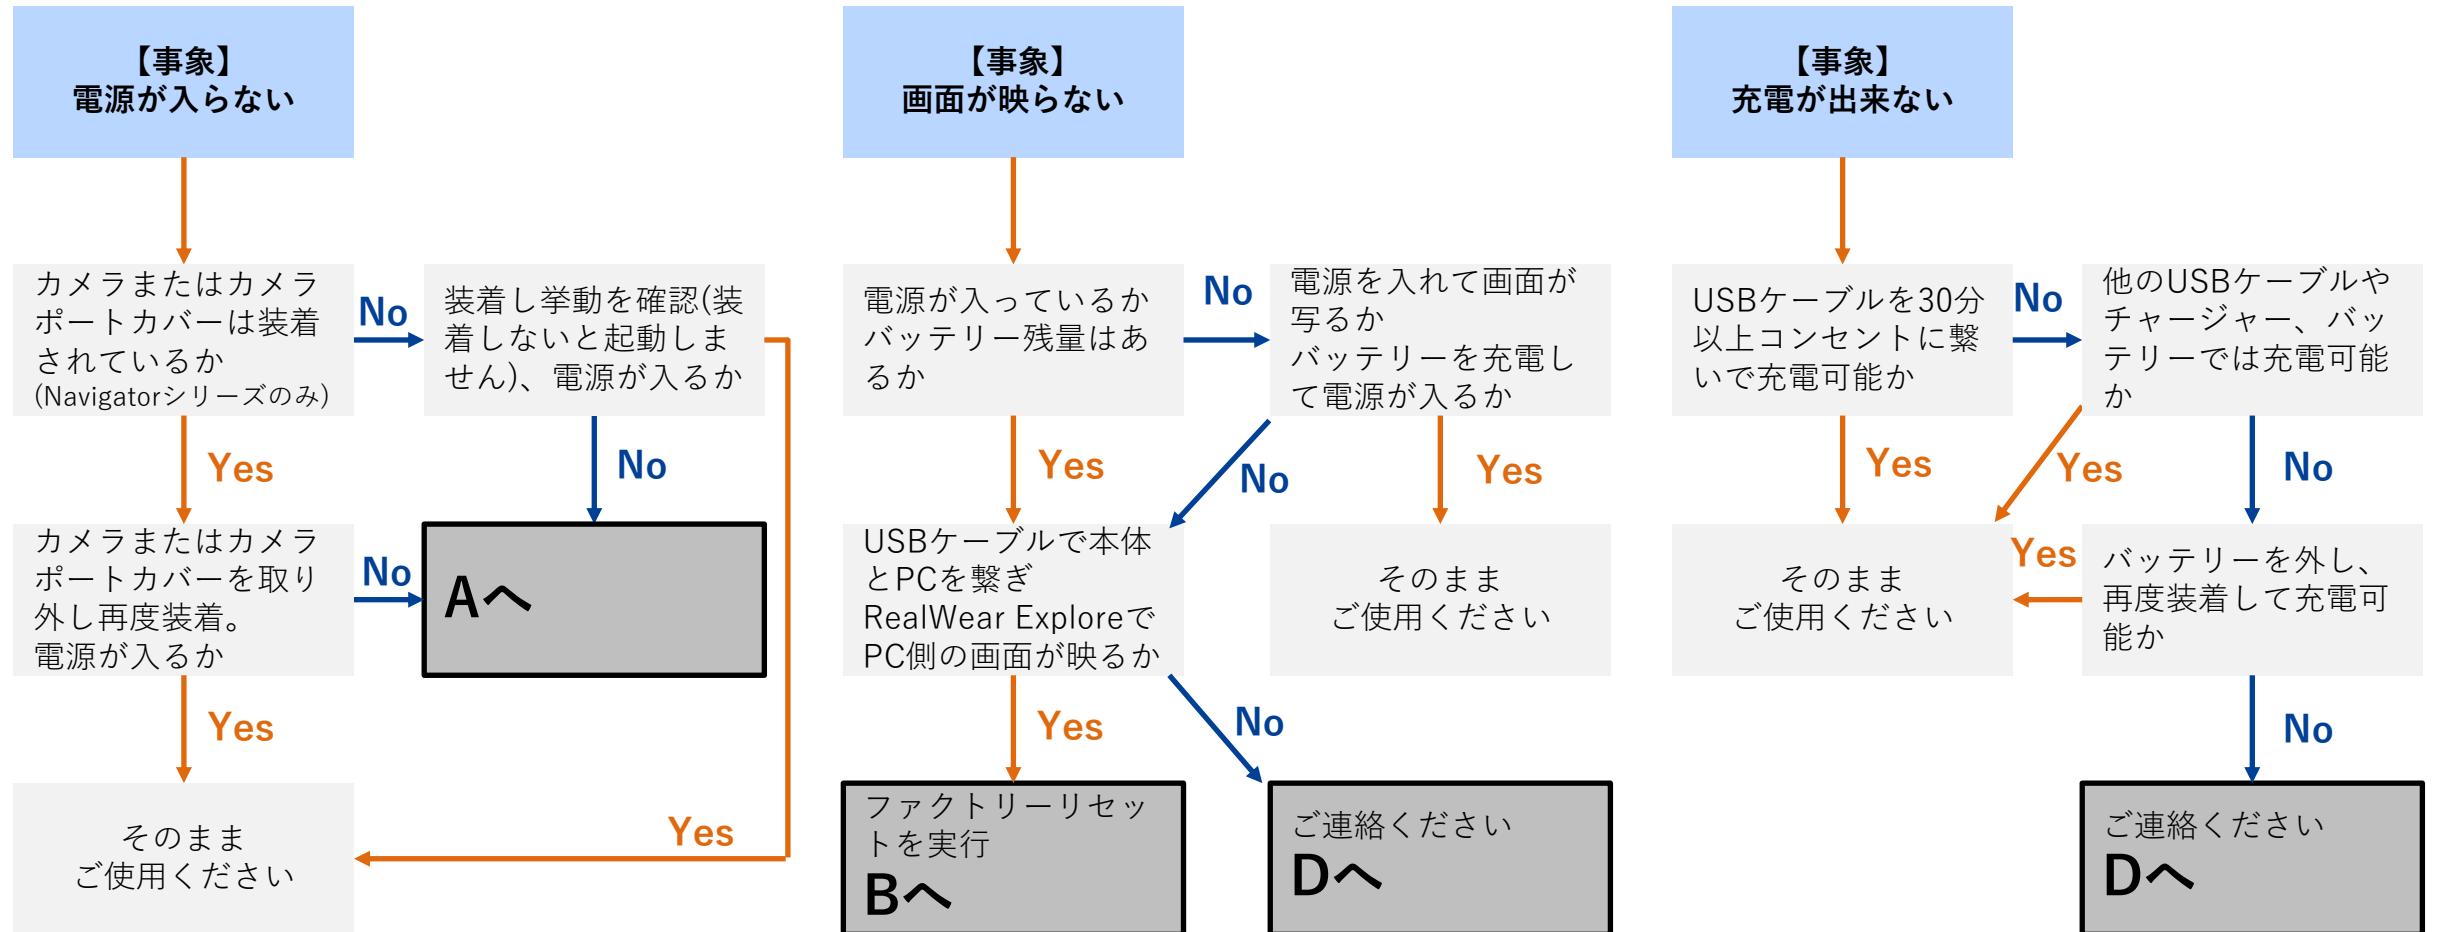 【事象】
電源が入らない
カメラまたはカメラ
ポートカバーは装着
されているか
(Navigatorシリーズのみ)
No
装着し挙動を確認(装
着しないと起動しま
せん)、電源が入るか
Yes
No
カメラまたはカメラ
ポートカバーを取り
外し再度装着。
電源が入るか
No
Aへ
Yes
Yes
そのまま
ご使用ください
【事象】
画面が映らない
電源が入っているか
バッテリー残量はあ
るか
No
電源を入れて画面が
写るか
バッテリーを充電し
て電源が入るか
Yes
No
Yes
USBケーブルで本体
とPCを繋ぎ
RealWear Exploreで
PC側の画面が映るか
そのまま
ご使用ください
Yes
No
ファクトリーリセッ
トを実行
Bへ
ご連絡ください
Dへ
【事象】
充電が出来ない
USBケーブルを30分
以上コンセントに繋
いで充電可能か
No
他のUSBケーブルや
チャージャー、バッ
テリーでは充電可能
か
Yes
Yes
No
そのまま
ご使用ください
Yes
バッテリーを外し、
再度装着して充電可
能か
No
ご連絡ください
Dへ